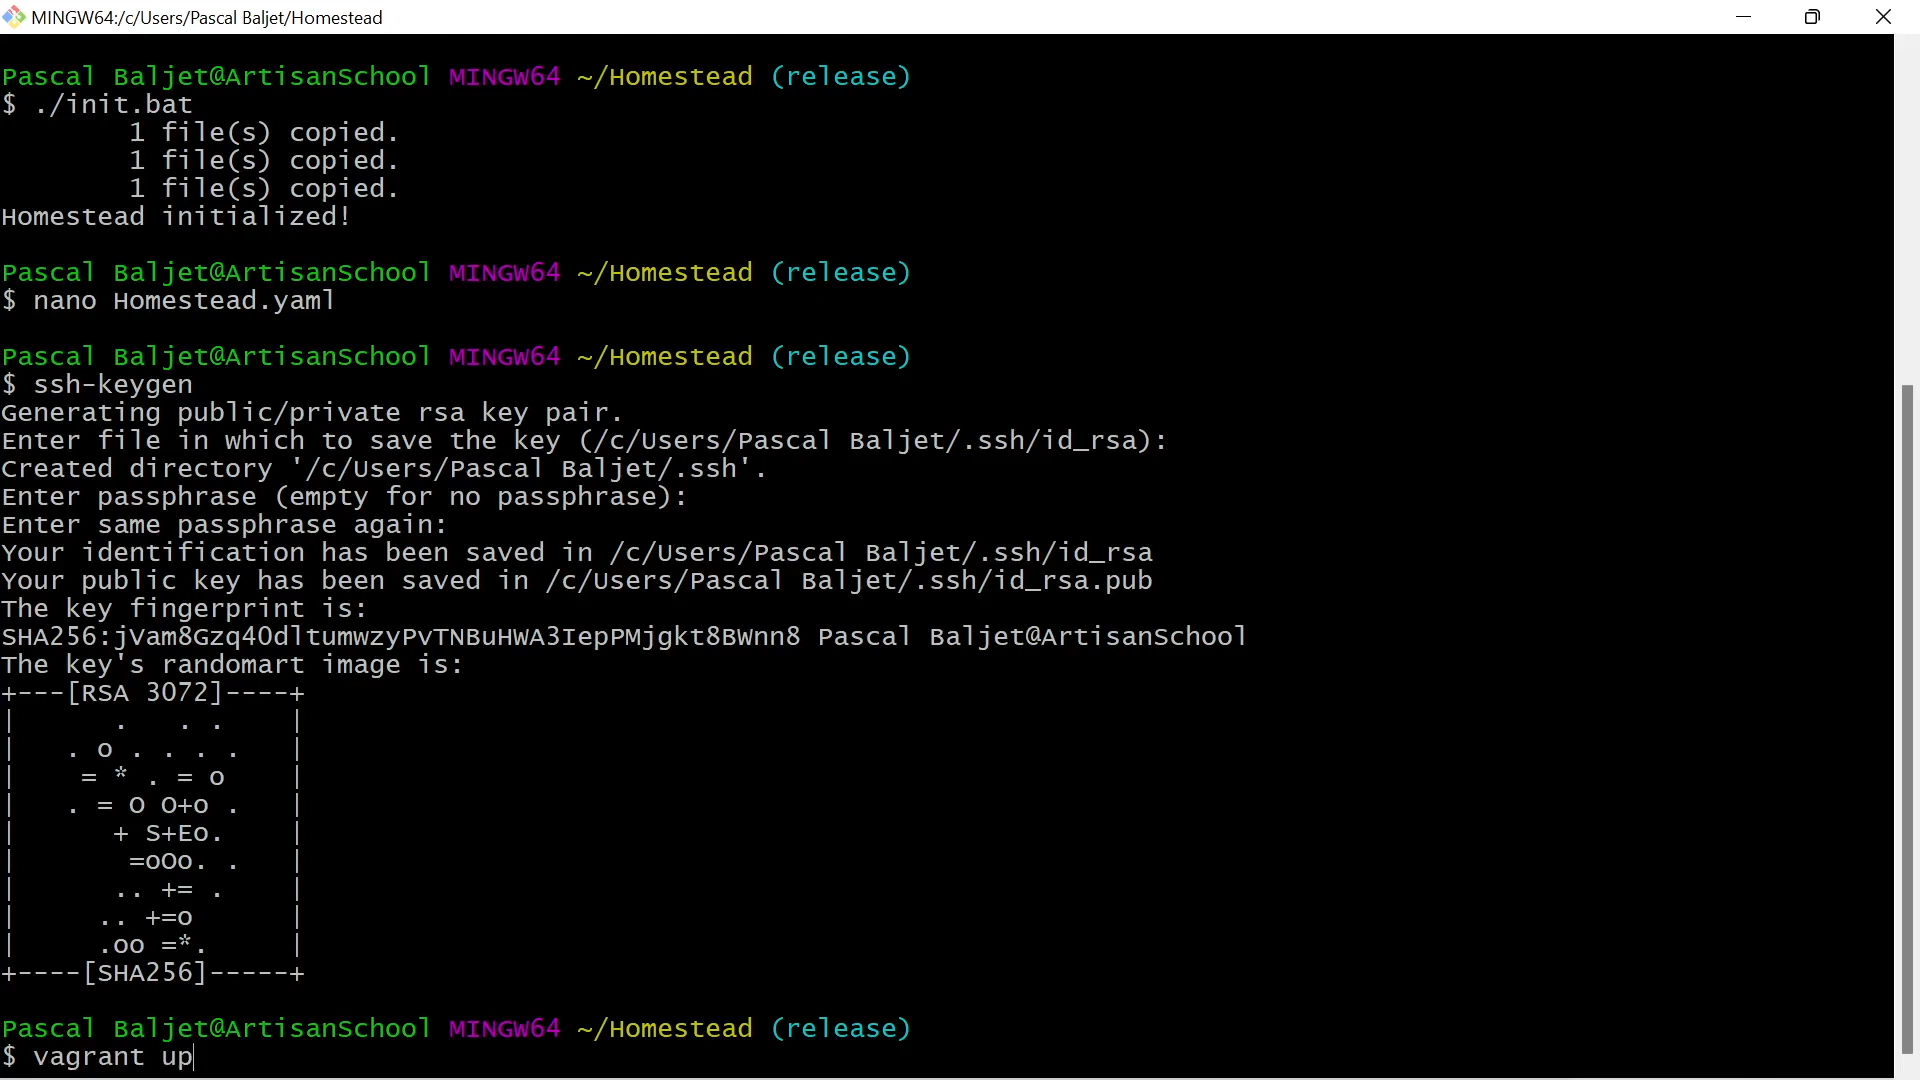 MINGW64:/c/Users/Pascal Baljet/Homestead
Pascal Baljet@ArtisanSchool MINGW64 ~/Homestead (release)
$ ./init.bat
        1 file(s) copied.
        1 file(s) copied.
        1 file(s) copied.
Homestead initialized!
Pascal Baljet@ArtisanSchool MINGW64 ~/Homestead (release)
$ nano Homestead.yaml
Pascal Baljet@ArtisanSchool MINGW64 ~/Homestead (release)
$ ssh-keygen
Generating public/private rsa key pair.
Enter file in which to save the key (/c/Users/Pascal Baljet/.ssh/id_rsa):
Created directory '/c/Users/Pascal Baljet/.ssh'.
Enter passphrase (empty for no passphrase):
Enter same passphrase again:
Your identification has been saved in /c/Users/Pascal Baljet/.ssh/id_rsa
Your public key has been saved in /c/Users/Pascal Baljet/.ssh/id_rsa.pub
The key fingerprint is:
SHA256:jVam8Gzq4OdltumwzyPvTNBuHWA3IepPMjgkt8BWnn8 Pascal Baljet@ArtisanSchool
The key's randomart image is:
+---[RSA 3072]----+
|      .   . .    |
|   . o . . . .   |
|    = * . = o    |
|   . = O O+o .   |
|      + S+Eo.    |
|       =oOo. .   |
|      .. += .    |
|     .. +=o      |
|     .oo =*.     |
+----[SHA256]-----+
Pascal Baljet@ArtisanSchool MINGW64 ~/Homestead (release)
$ vagrant up